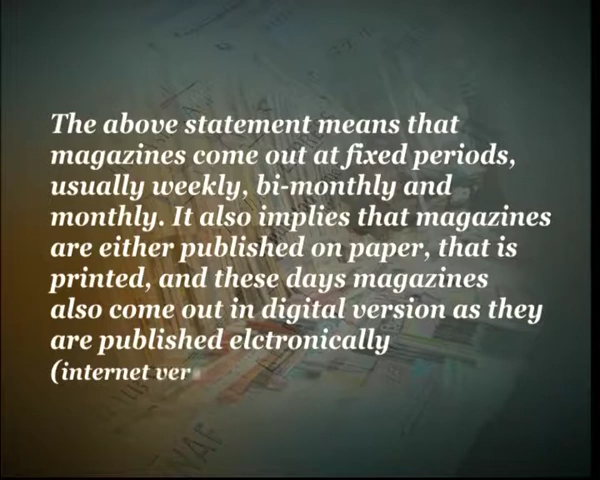 The above statement means that
magazines come out at fixed periods,
usually weekly, bi-monthly and
monthly. It also implies that magazines
are either published on paper, that is
printed, and these days magazines
also come out in digital version as they
are published elctronically
(internet ver